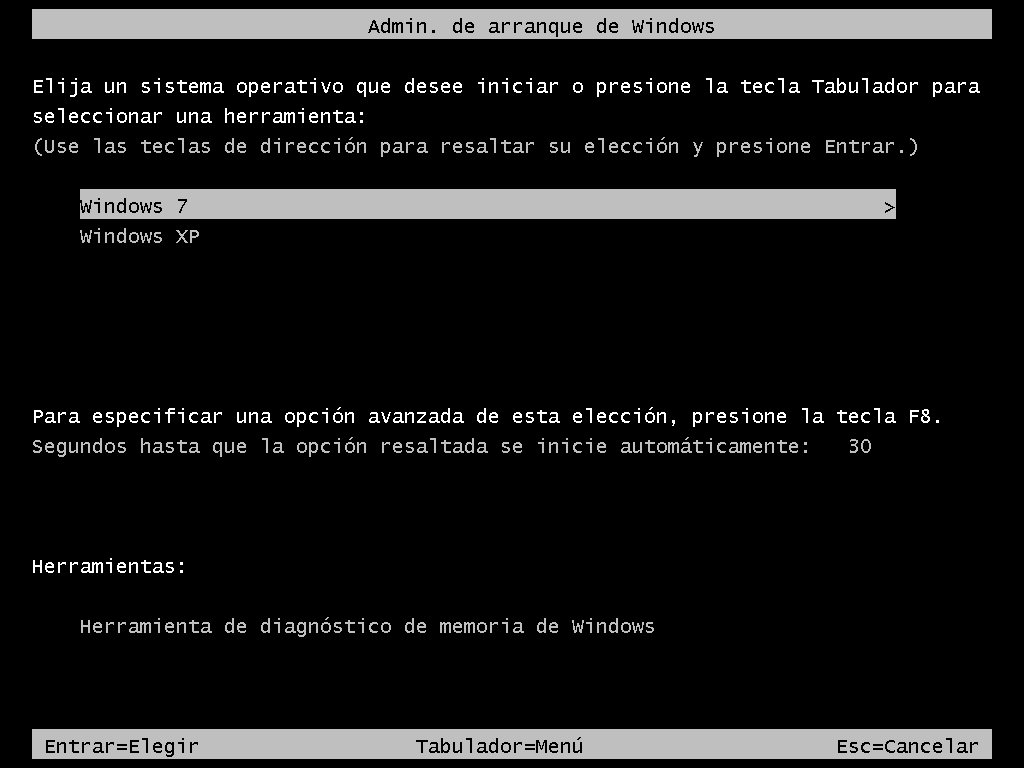 Admin. de arranque de Windows
Elija un sistema operativo que desee iniciar o presione la tecla Tabulador para
seleccionar una herramienta:
(Use las teclas de dirección para resaltar su elección y presione Entrar.)
Windows 7 >
Windows XP
Para especificar una opción avanzada de esta elección, presione la tecla F8.
Segundos hasta que la opción resaltada se inicie automáticamente: 30
Herramientas:
Herramienta de diagnóstico de memoria de Windows
Entrar=Elegir Tabulador=Menú Esc=Cancelar